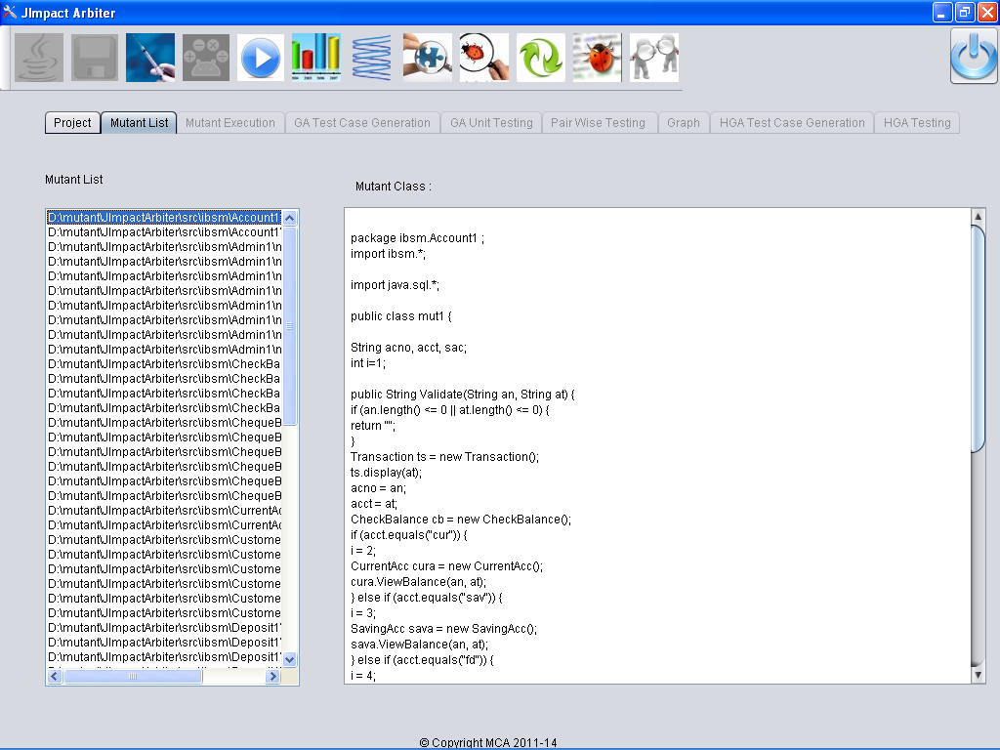 JImpact Arbiter
Project
Mutant List
Mutant Execution
GA Test Case Generation
GA Unit Testing
Pair Wise Testing
Graph
HGA Test Case Generation
HGA Testing
Mutant List
Mutant Class :
D:\mutant\JImpactArbiter\src\ibsm\Account1
D:\mutant\JImpactArbiter\src\ibsm\Account1
D:\mutant\JImpactArbiter\src\ibsm\Admin1\n
D:\mutant\JImpactArbiter\src\ibsm\Admin1\n
D:\mutant\JImpactArbiter\src\ibsm\Admin1\n
D:\mutant\JImpactArbiter\src\ibsm\Admin1\n
D:\mutant\JImpactArbiter\src\ibsm\Admin1\n
D:\mutant\JImpactArbiter\src\ibsm\Admin1\n
D:\mutant\JImpactArbiter\src\ibsm\Admin1\n
D:\mutant\JImpactArbiter\src\ibsm\Admin1\n
D:\mutant\JImpactArbiter\src\ibsm\CheckBa
D:\mutant\JImpactArbiter\src\ibsm\CheckBa
D:\mutant\JImpactArbiter\src\ibsm\CheckBa
D:\mutant\JImpactArbiter\src\ibsm\CheckBa
D:\mutant\JImpactArbiter\src\ibsm\ChequeB
D:\mutant\JImpactArbiter\src\ibsm\ChequeB
D:\mutant\JImpactArbiter\src\ibsm\ChequeB
D:\mutant\JImpactArbiter\src\ibsm\ChequeB
D:\mutant\JImpactArbiter\src\ibsm\ChequeB
D:\mutant\JImpactArbiter\src\ibsm\ChequeB
D:\mutant\JImpactArbiter\src\ibsm\CurrentAc
D:\mutant\JImpactArbiter\src\ibsm\CurrentAc
D:\mutant\JImpactArbiter\src\ibsm\Custome
D:\mutant\JImpactArbiter\src\ibsm\Custome
D:\mutant\JImpactArbiter\src\ibsm\Custome
D:\mutant\JImpactArbiter\src\ibsm\Custome
D:\mutant\JImpactArbiter\src\ibsm\Custome
D:\mutant\JImpactArbiter\src\ibsm\Custome
D:\mutant\JImpactArbiter\src\ibsm\Deposit1
D:\mutant\JImpactArbiter\src\ibsm\Deposit1
D:\mutant\JImpactArbiter\src\ibsm\Deposit1
package ibsm.Account1 ;
import ibsm.*;
import java.sql.*;
public class mut1 {
String acno, acct, sac;
int i=1;
public String Validate(String an, String at) {
if (an.length() <= 0 || at.length() <= 0) {
return "";
}
Transaction ts = new Transaction();
ts.display(at);
acno = an;
acct = at;
CheckBalance cb = new CheckBalance();
if (acct.equals("cur")) {
i = 2;
CurrentAcc cura = new CurrentAcc();
cura.ViewBalance(an, at);
} else if (acct.equals("sav")) {
i = 3;
SavingAcc sava = new SavingAcc();
sava.ViewBalance(an, at);
} else if (acct.equals("fd")) {
i = 4;
© Copyright MCA 2011-14